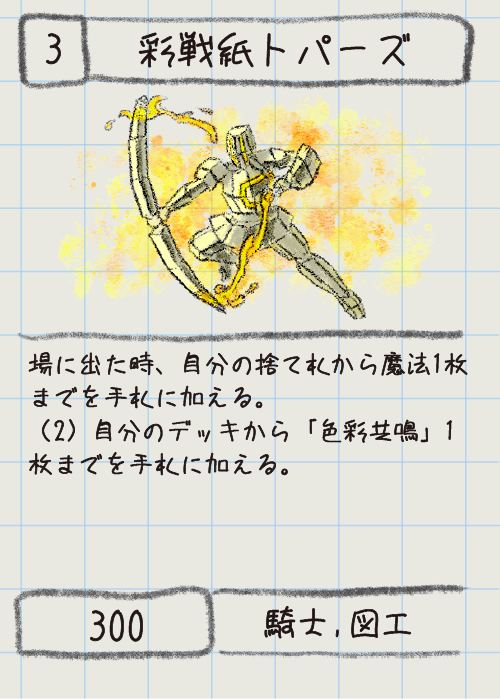 3
彩戦紙トパーズ
場に出た時、自分の捨て札から魔法1枚
までを手札に加える。
（2）自分のデッキから「色彩共鳴」1
枚までを手札に加える。
300
騎士,図工